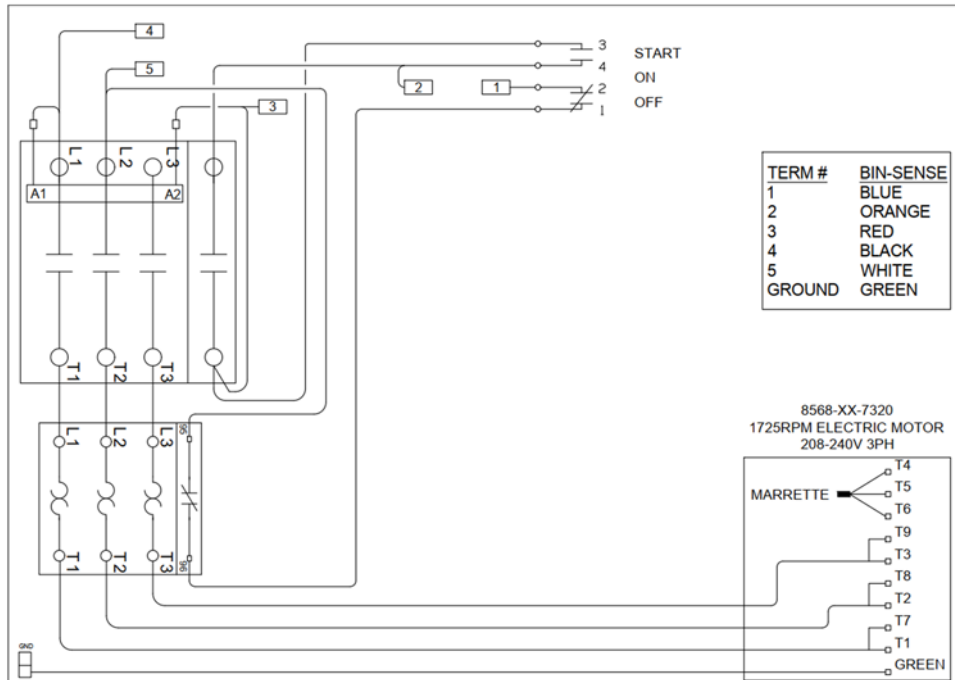 4
5
3
3
4
2
1
2
1
START
ON
OFF
L1
L2
L3
A1
A2
T1
T2
T3
TERM # BIN-SENSE
1 BLUE
2 ORANGE
3 RED
4 BLACK
5 WHITE
GROUND GREEN
L1
L2
L3
95
T1
T2
T3
96
8568-XX-7320
1725RPM ELECTRIC MOTOR
208-240V 3PH
MARRETTE
T4
T5
T6
T9
T3
T8
T2
T7
T1
GREEN
GND